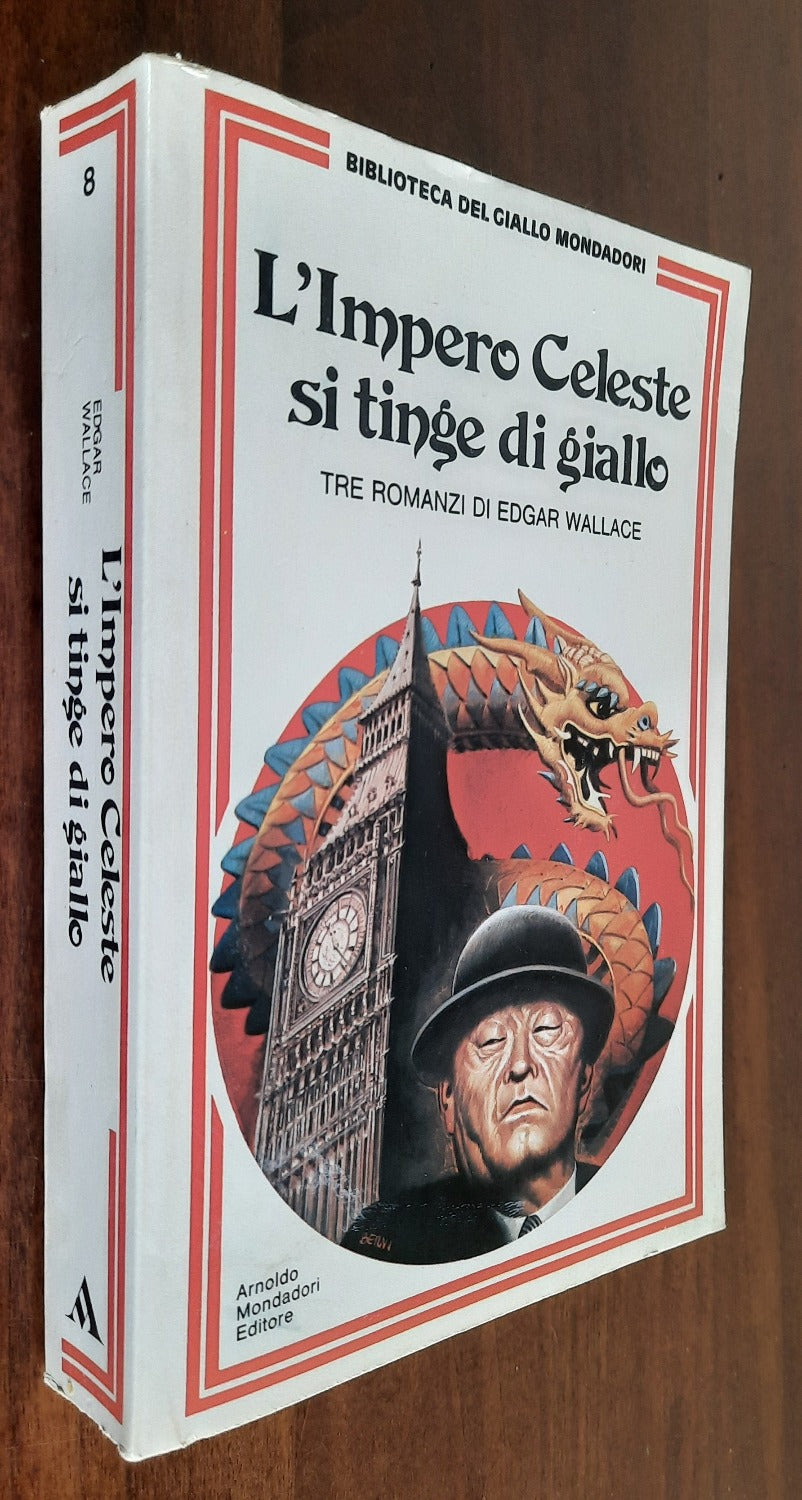 8
EDGAR
WALLACE
L'Impero Celeste
si tinge di giallo
BIBLIOTECA DEL GIALLO MONDADORI
L'Impero Celeste
si tinge di giallo
TRE ROMANZI DI EDGAR WALLACE
Arnoldo
Mondadori
Editore